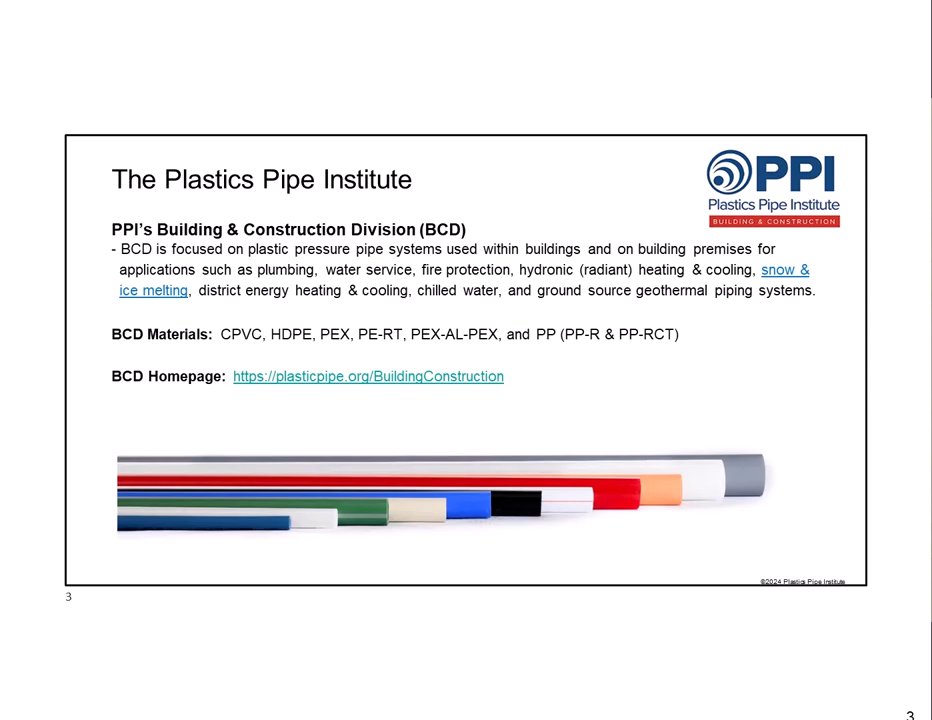 The Plastics Pipe Institute
PPI
Plastics Pipe Institute
BUILDING & CONSTRUCTION
PPI’s Building & Construction Division (BCD)
- BCD is focused on plastic pressure pipe systems used within buildings and on building premises for
applications such as plumbing, water service, fire protection, hydronic (radiant) heating & cooling, snow &
ice melting, district energy heating & cooling, chilled water, and ground source geothermal piping systems.
BCD Materials: CPVC, HDPE, PEX, PE-RT, PEX-AL-PEX, and PP (PP-R & PP-RCT)
BCD Homepage: https://plasticpipe.org/BuildingConstruction
©2024 Plastics Pipe Institute
3
3